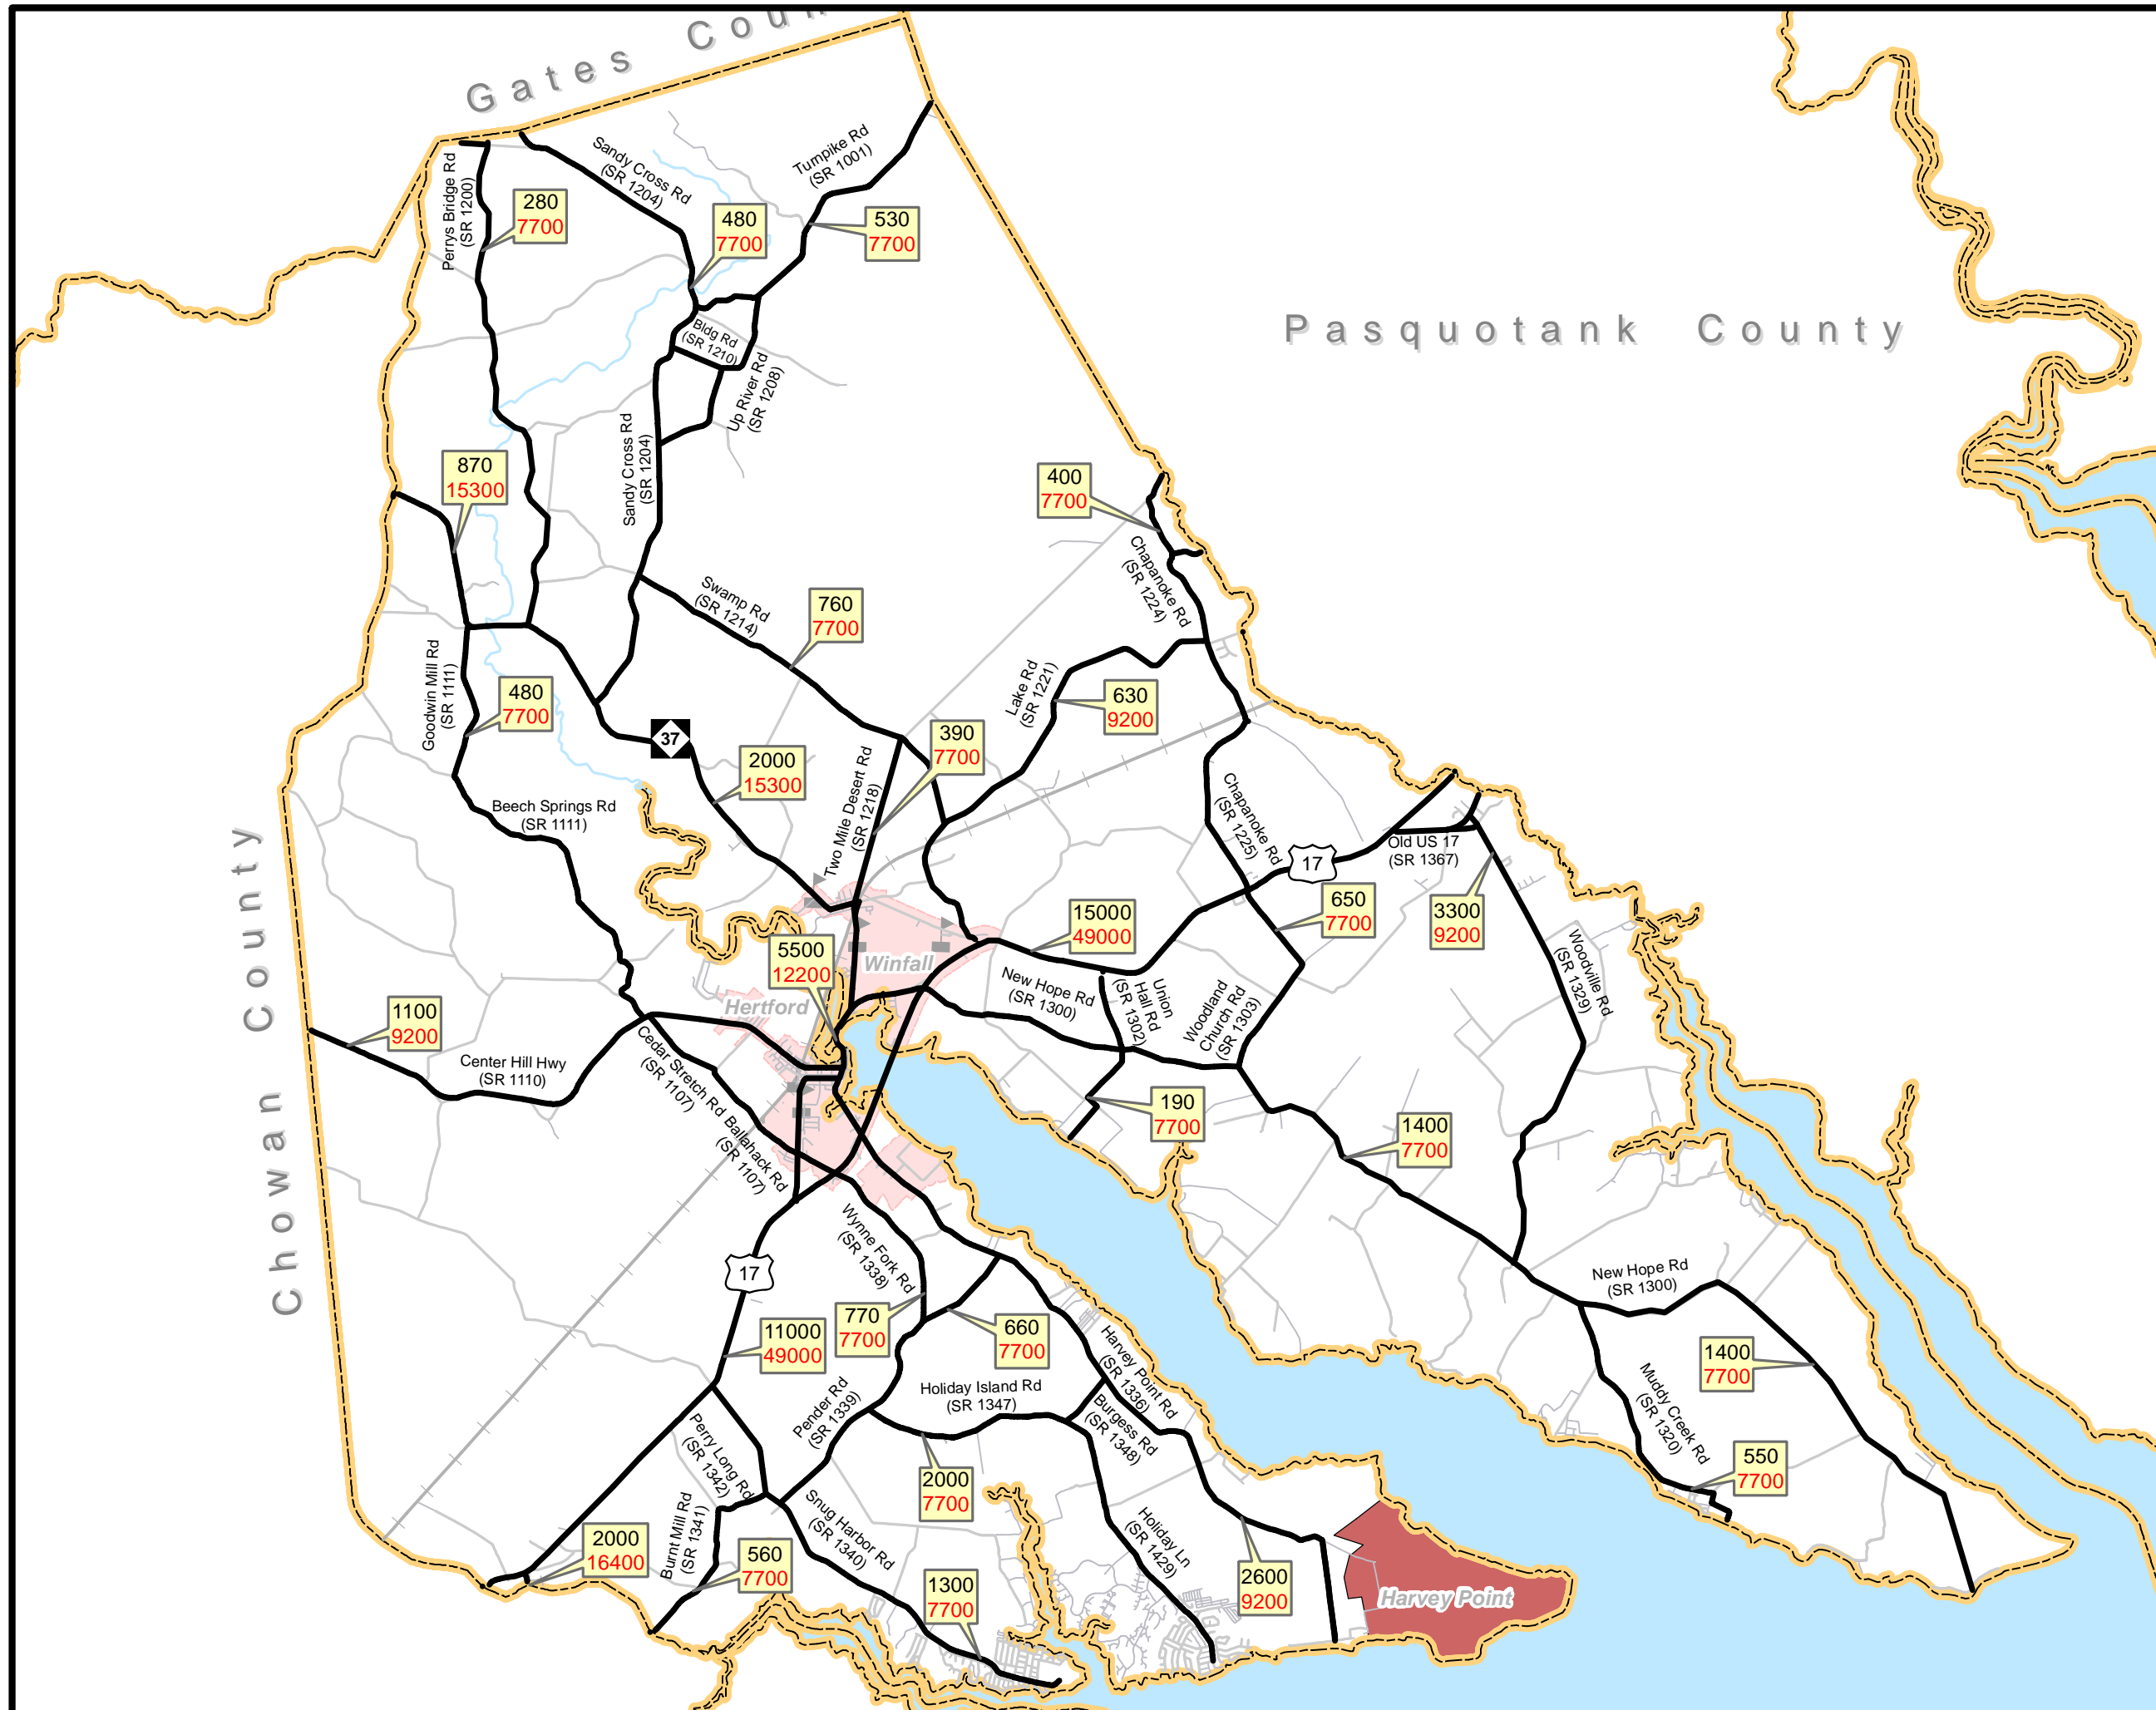 Gates Coun
Perrys Bridge Rd
(SR 1200)
280
7700
Sandy Cross Rd
(SR 1204)
480
7700
Turnpike Rd
(SR 1001)
530
7700
Pasquotank County
Bldg Rd
(SR 1210)
Up River Rd
(SR 1208)
Sandy Cross Rd
(SR 1204)
870
15300
400
7700
Chapanoke Rd
(SR 1224)
Swamp Rd
(SR 1214)
760
7700
Goodwin Mill Rd
(SR 1111)
480
7700
Lake Rd
(SR 1221)
630
9200
37
2000
15300
390
7700
Two Mile Desert Rd
(SR 1218)
Beech Springs Rd
(SR 1111)
Chapanoke Rd
(SR 1225)
17
Old US 17
(SR 1367)
Chowan County
650
7700
3300
9200
15000
49000
5500
12200
Winfall
Hertford
New Hope Rd
(SR 1300)
Union
Hall Rd
(SR 1302)
Woodland
Church Rd
(SR 1303)
Woodville Rd
(SR 1329)
1100
9200
Center Hill Hwy
(SR 1110)
Cedar Stretch Rd
(SR 1107)
Ballahack Rd
(SR 1107)
190
7700
1400
7700
Wynne Fork Rd
(SR 1338)
17
New Hope Rd
(SR 1300)
11000
49000
770
7700
660
7700
Harvey Point Rd
(SR 1336)
1400
7700
Muddy Creek Rd
(SR 1320)
550
7700
Pender Rd
(SR 1339)
Holiday Island Rd
(SR 1347)
Burgess Rd
(SR 1348)
Perry Long Rd
(SR 1342)
2000
7700
Burnt Mill Rd
(SR 1341)
Snug Harbor Rd
(SR 1340)
Holiday Ln
(SR 1429)
2000
16400
560
7700
1300
7700
2600
9200
Harvey Point